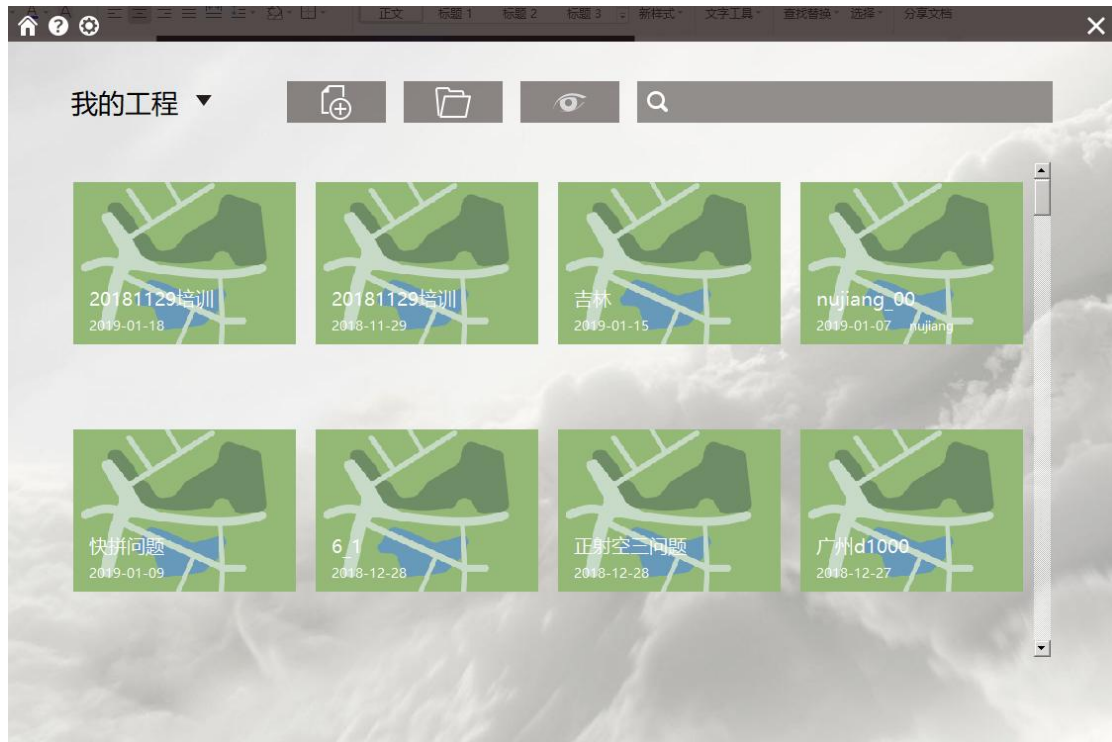 正文 标题 1 标题 2 标题 3 新样式 文字工具 查找替换 选择 分享文档
我的工程
20181129培训
2019-01-18
20181129培训
2018-11-29
吉林
2019-01-15
nujiang_00
2019-01-07 nujiang
快拼问题
2019-01-09
6_1
2018-12-28
正射空三问题
2018-12-28
广州d1000
2018-12-27